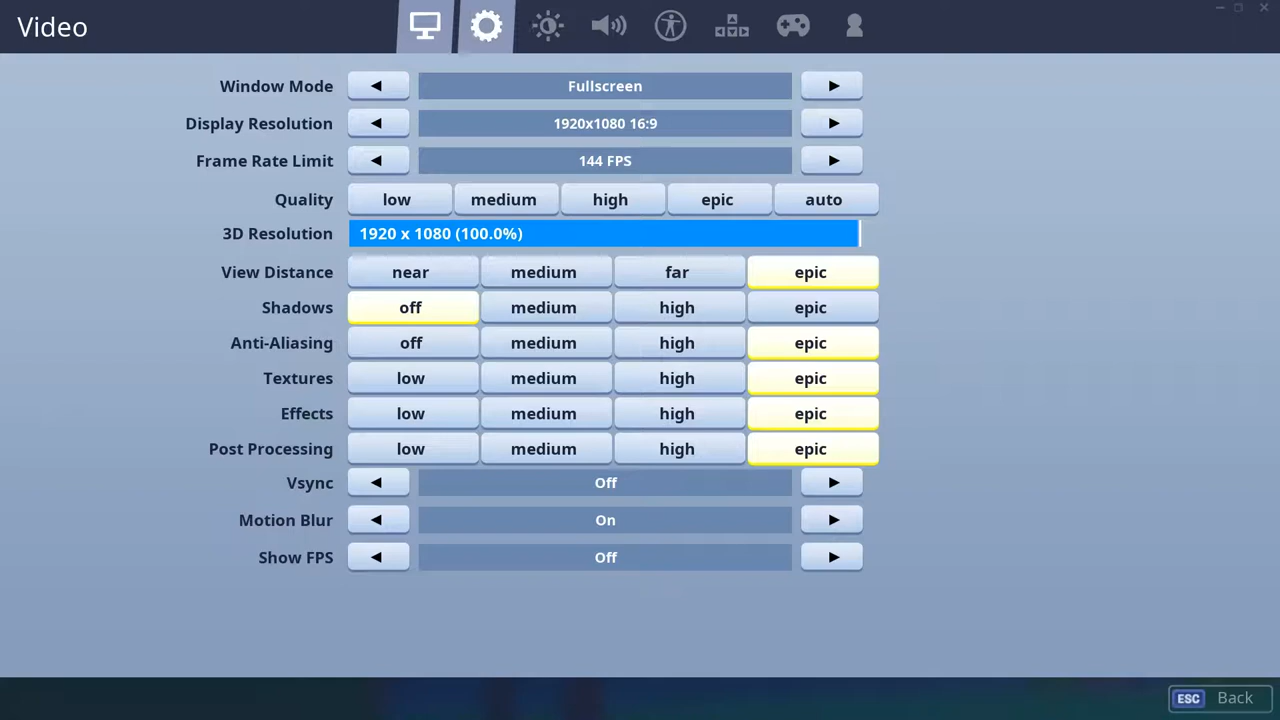 Video
Window Mode Fullscreen
Display Resolution 1920x1080 16:9
Frame Rate Limit 144 FPS
Quality low medium high epic auto
3D Resolution 1920 x 1080 (100.0%)
View Distance near medium far epic
Shadows off medium high epic
Anti-Aliasing off medium high epic
Textures low medium high epic
Effects low medium high epic
Post Processing low medium high epic
Vsync Off
Motion Blur On
Show FPS Off
ESC Back